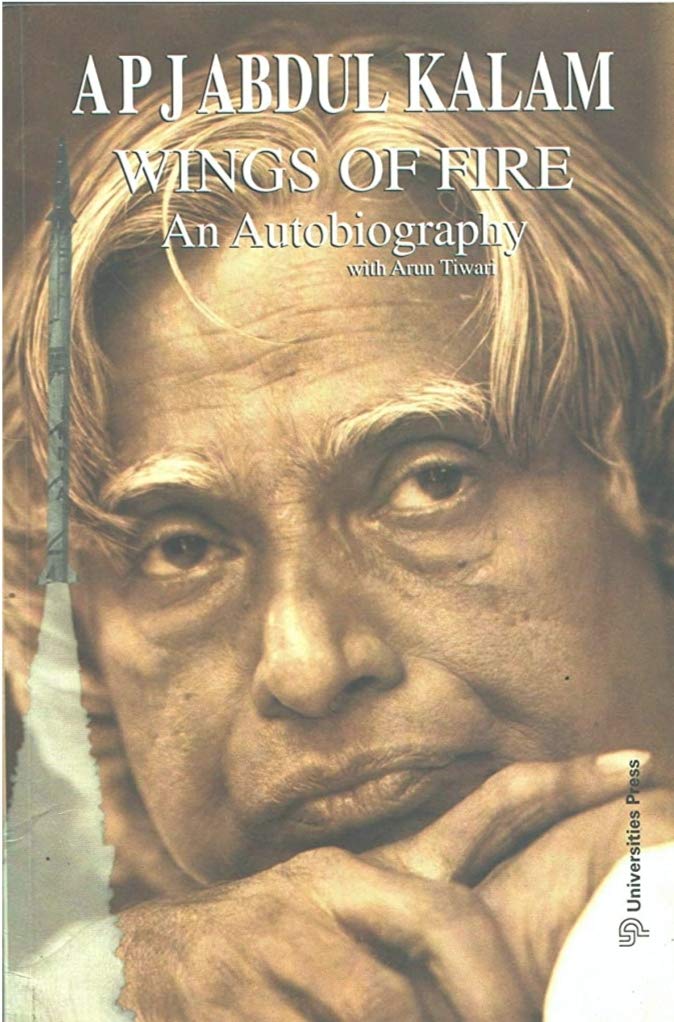 A P J ABDUL KALAM
WINGS OF FIRE
An Autobiography
with Arun Tiwari
Universities Press